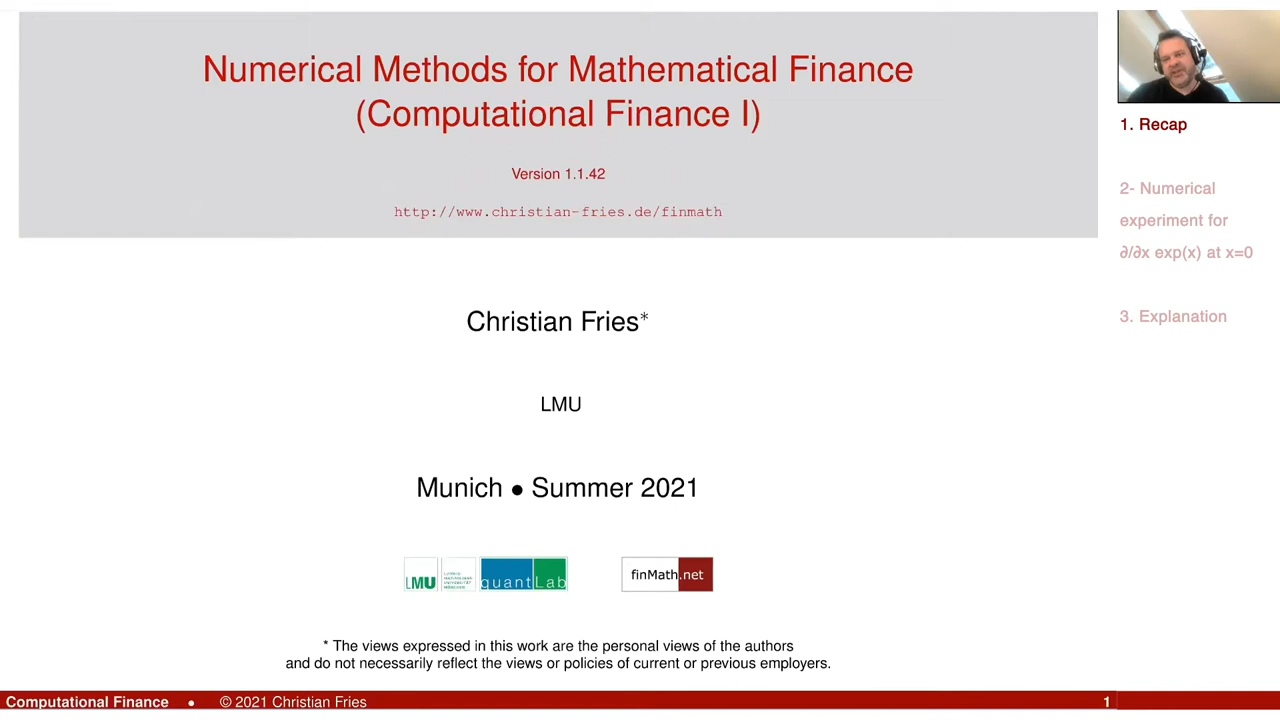 Numerical Methods for Mathematical Finance
(Computational Finance I)
Version 1.1.42
http://www.christian-fries.de/finmath
Christian Fries*
LMU
Munich • Summer 2021
LMU
quantLab
finMath.net
* The views expressed in this work are the personal views of the authors
and do not necessarily reflect the views or policies of current or previous employers.
1. Recap
2- Numerical
experiment for
∂/∂x exp(x) at x=0
3. Explanation
Computational Finance • © 2021 Christian Fries 1